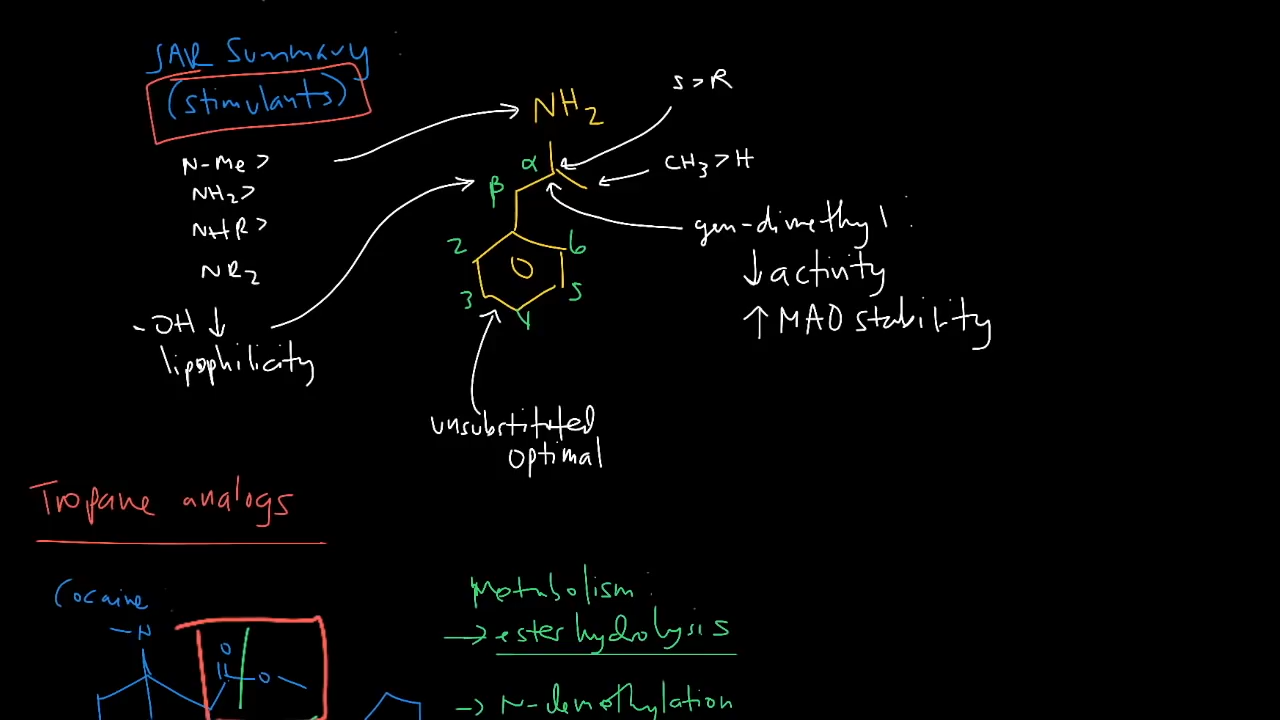 SAR Summary
(stimulants)
N-Me >
NH2 >
NHR >
NR2
- OH ↓
lipophilicity
NH2
S > R
CH3 > H
α
β
2
6
3
5
4
gem-dimethyl :
↓ activity
↑ MAO stability
unsubstituted
optimal
Tropane analogs
Cocaine
N
O
O
Metabolism :
→ ester hydrolysis
→ N-demethylation